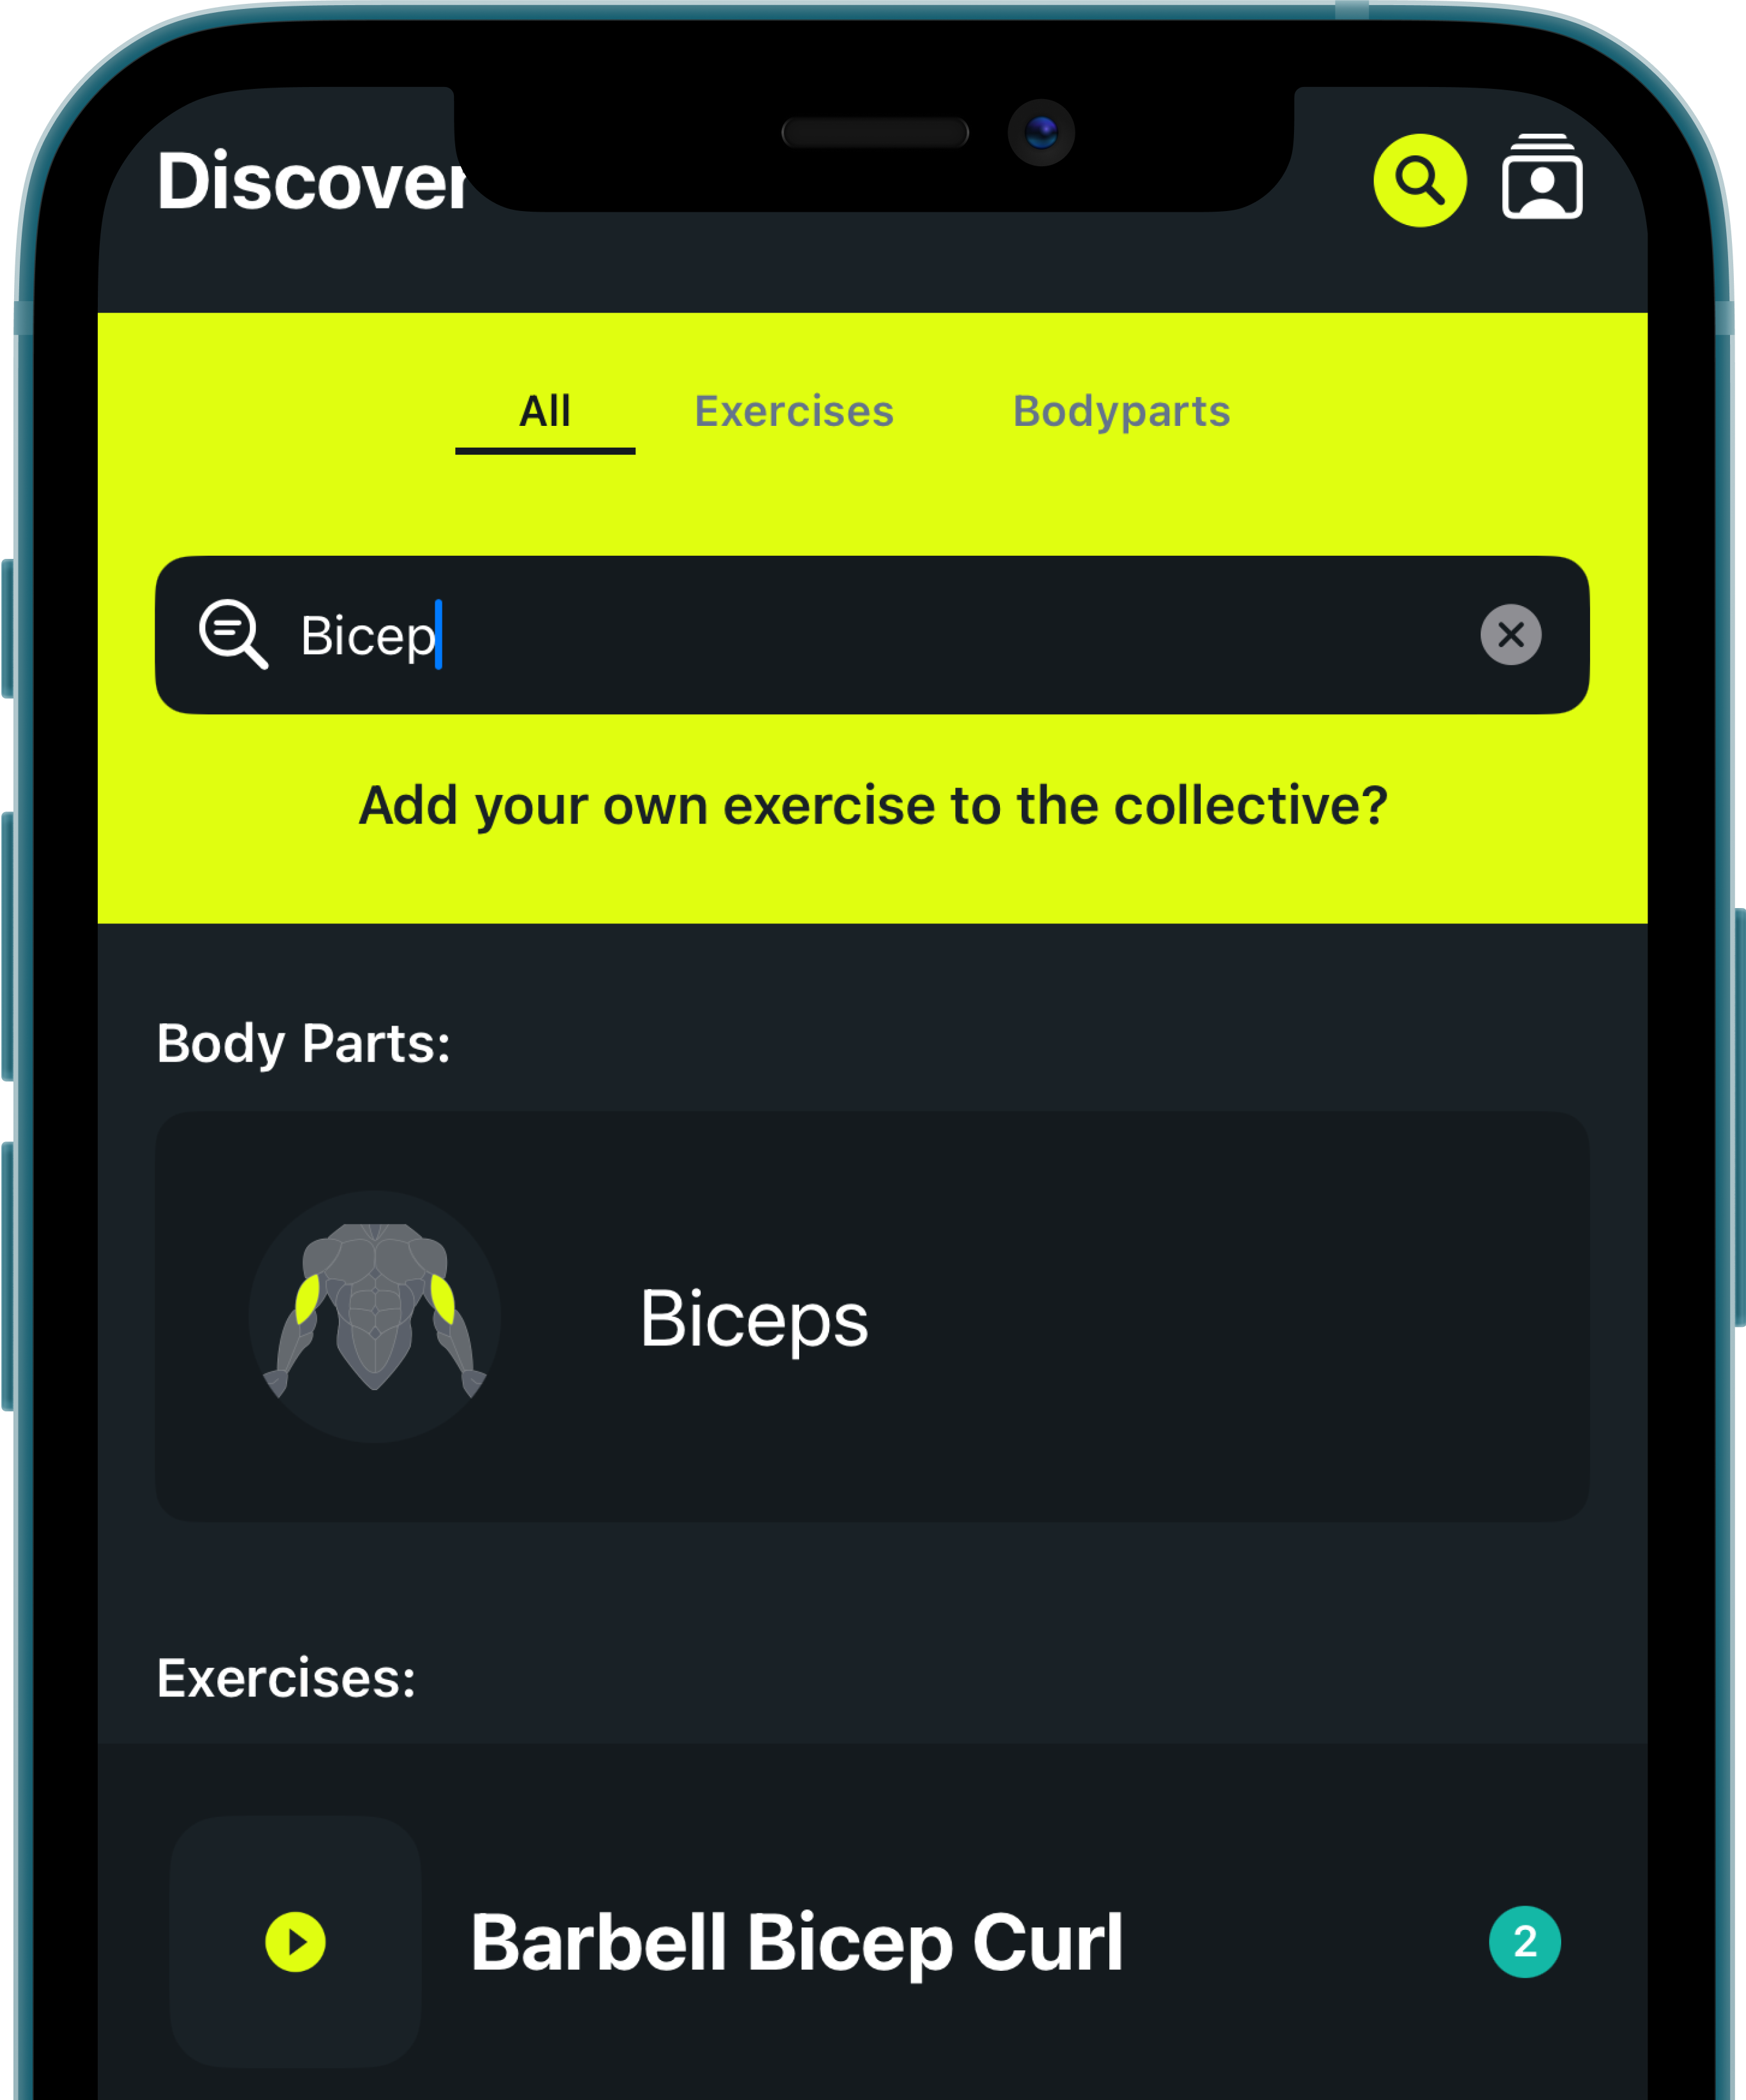 Discover
All Exercises Bodyparts
Bicep
Add your own exercise to the collective?
Body Parts:
Biceps
Exercises:
Barbell Bicep Curl 2